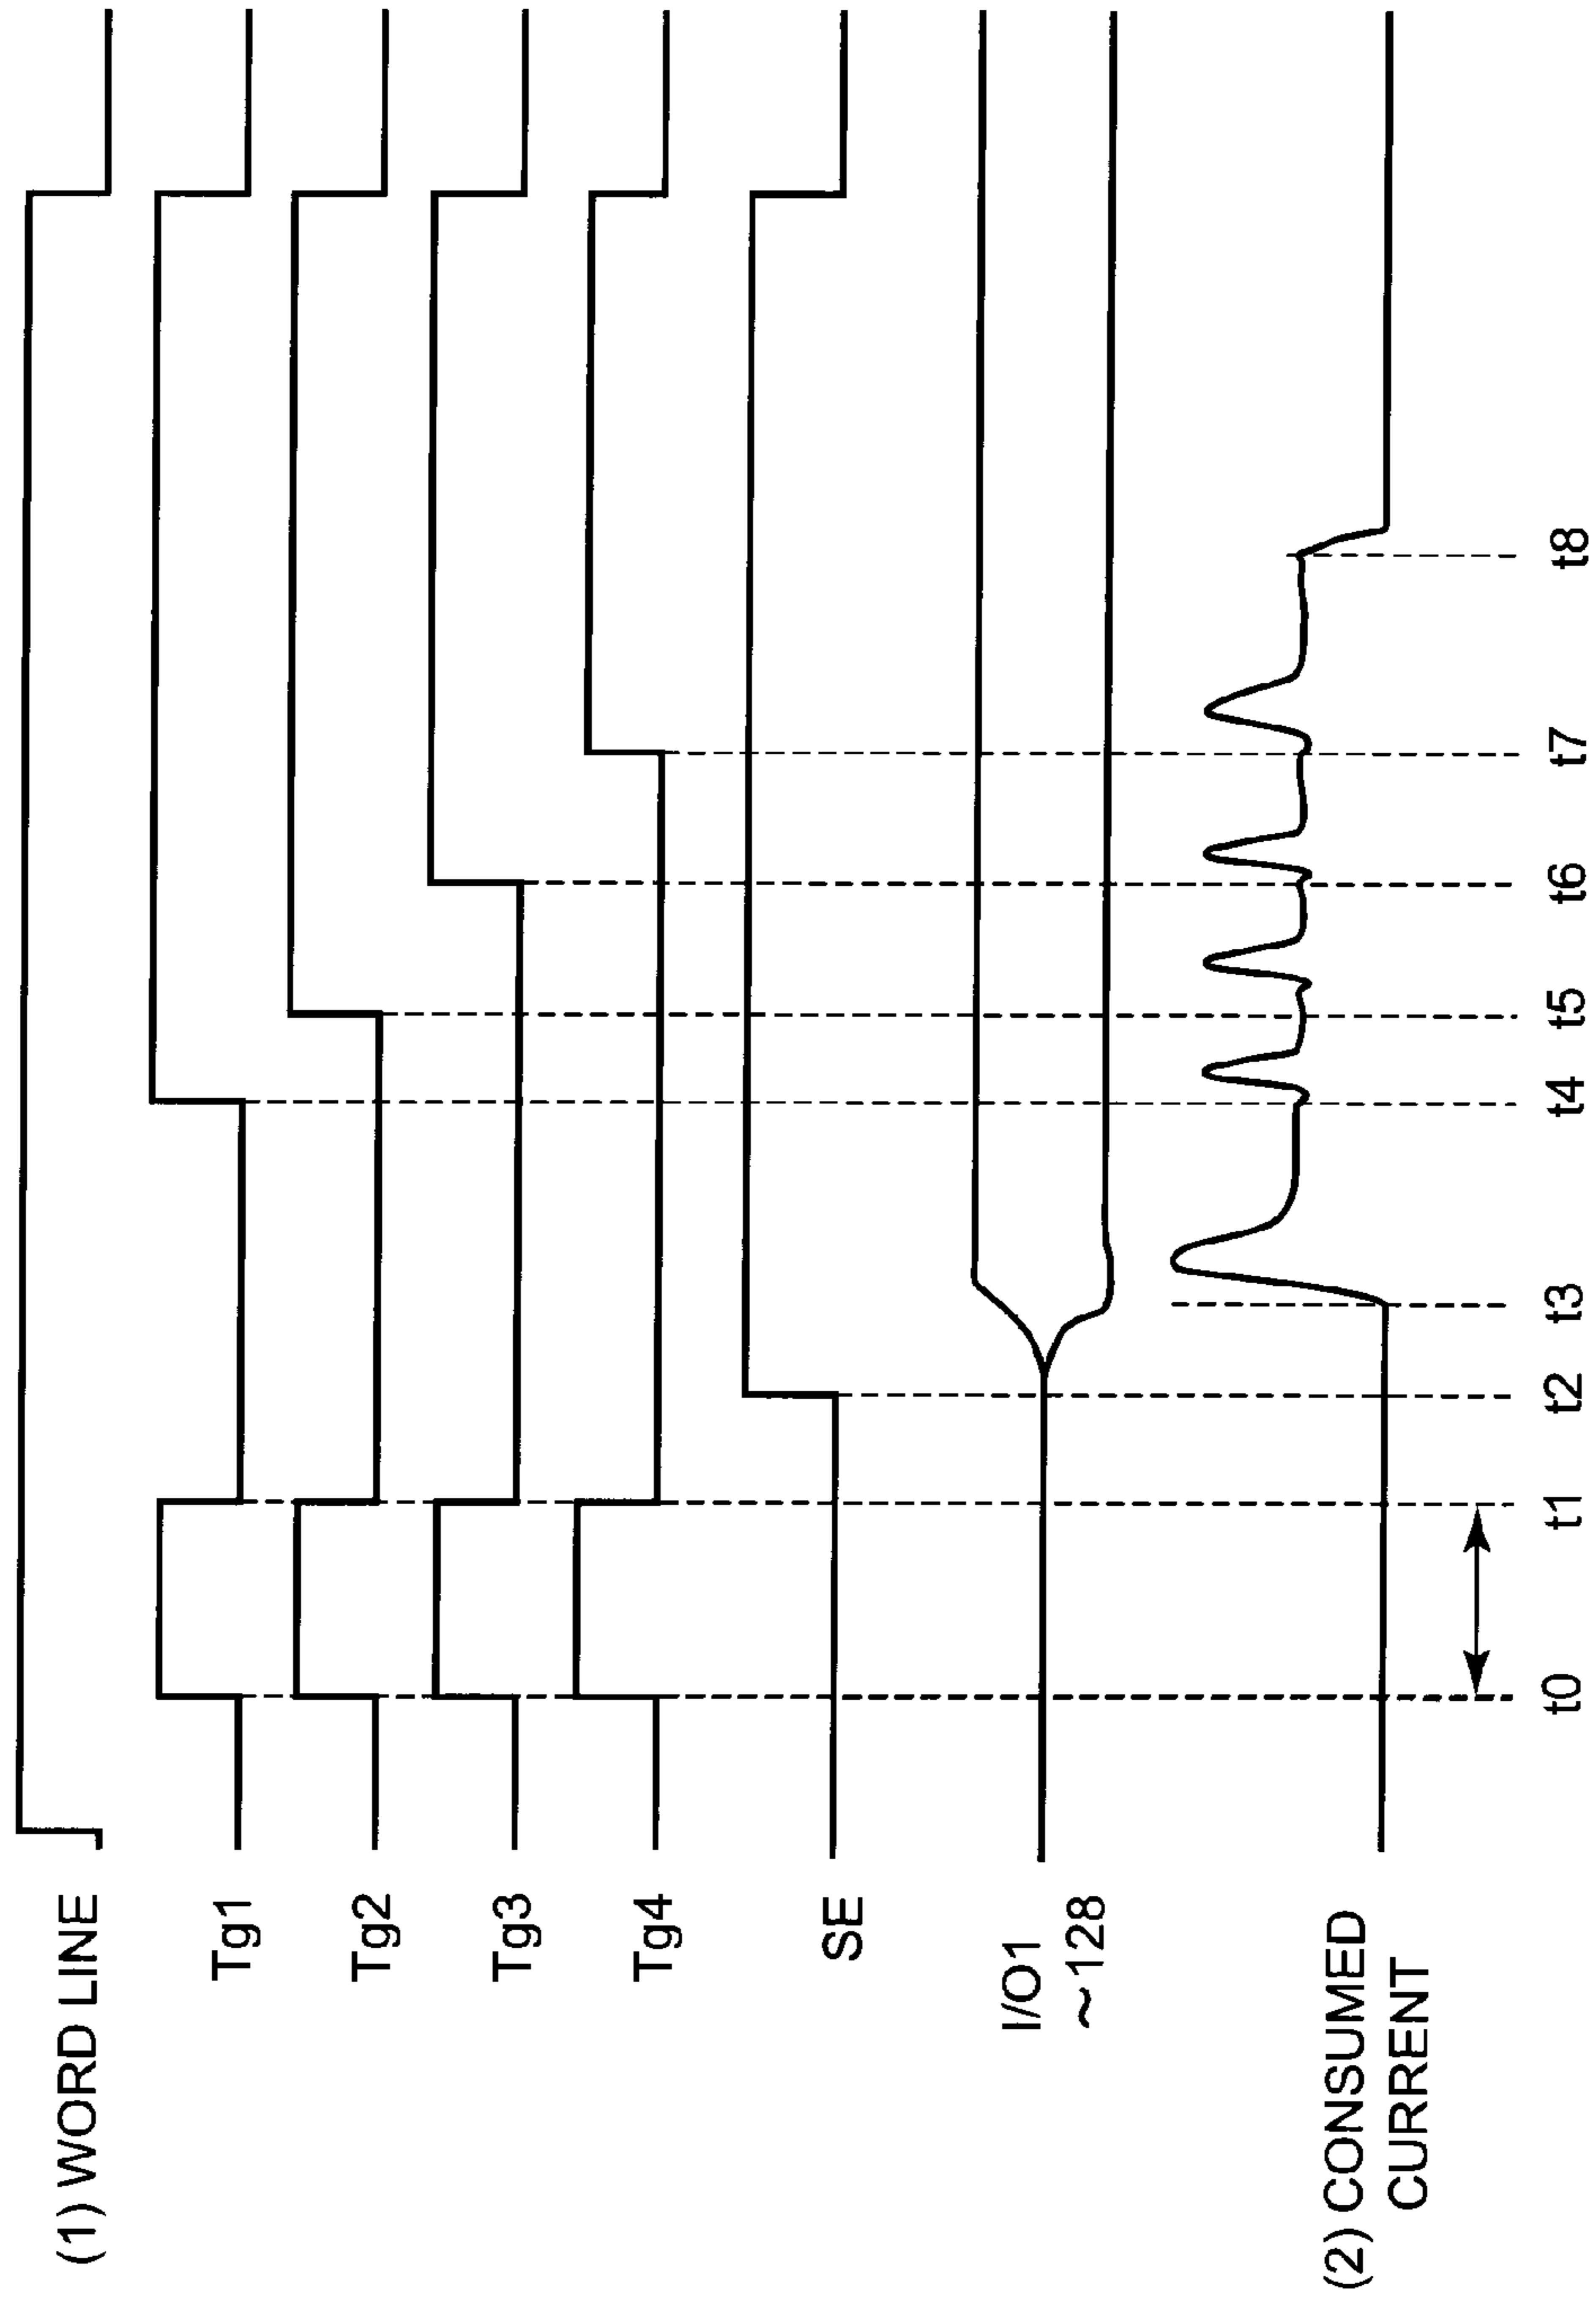 (1) WORD LINE
Tg1
Tg2
Tg3
Tg4
SE
I/O1
~128
(2) CONSUMED
CURRENT
t0 t1 t2 t3 t4 t5 t6 t7 t8